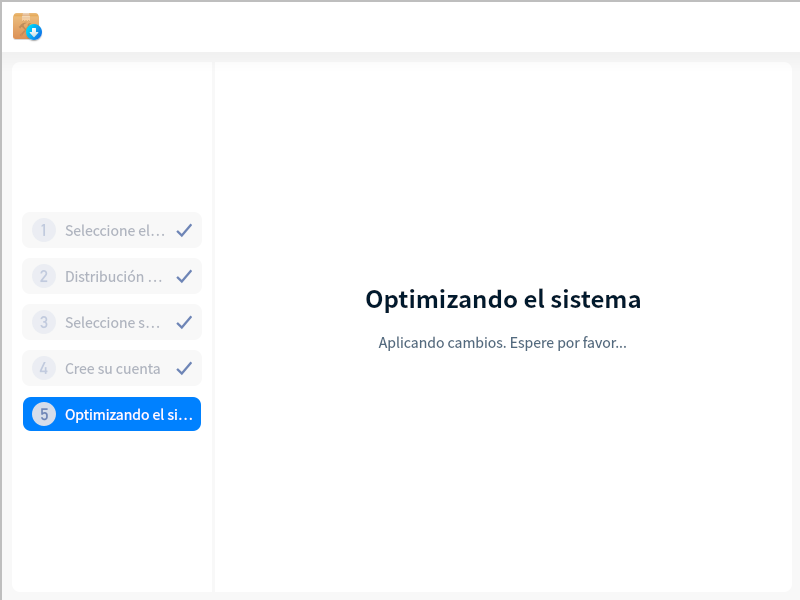 1 Seleccione el...
2 Distribución ...
3 Seleccione s...
4 Cree su cuenta
5 Optimizando el si...
Optimizando el sistema
Aplicando cambios. Espere por favor...